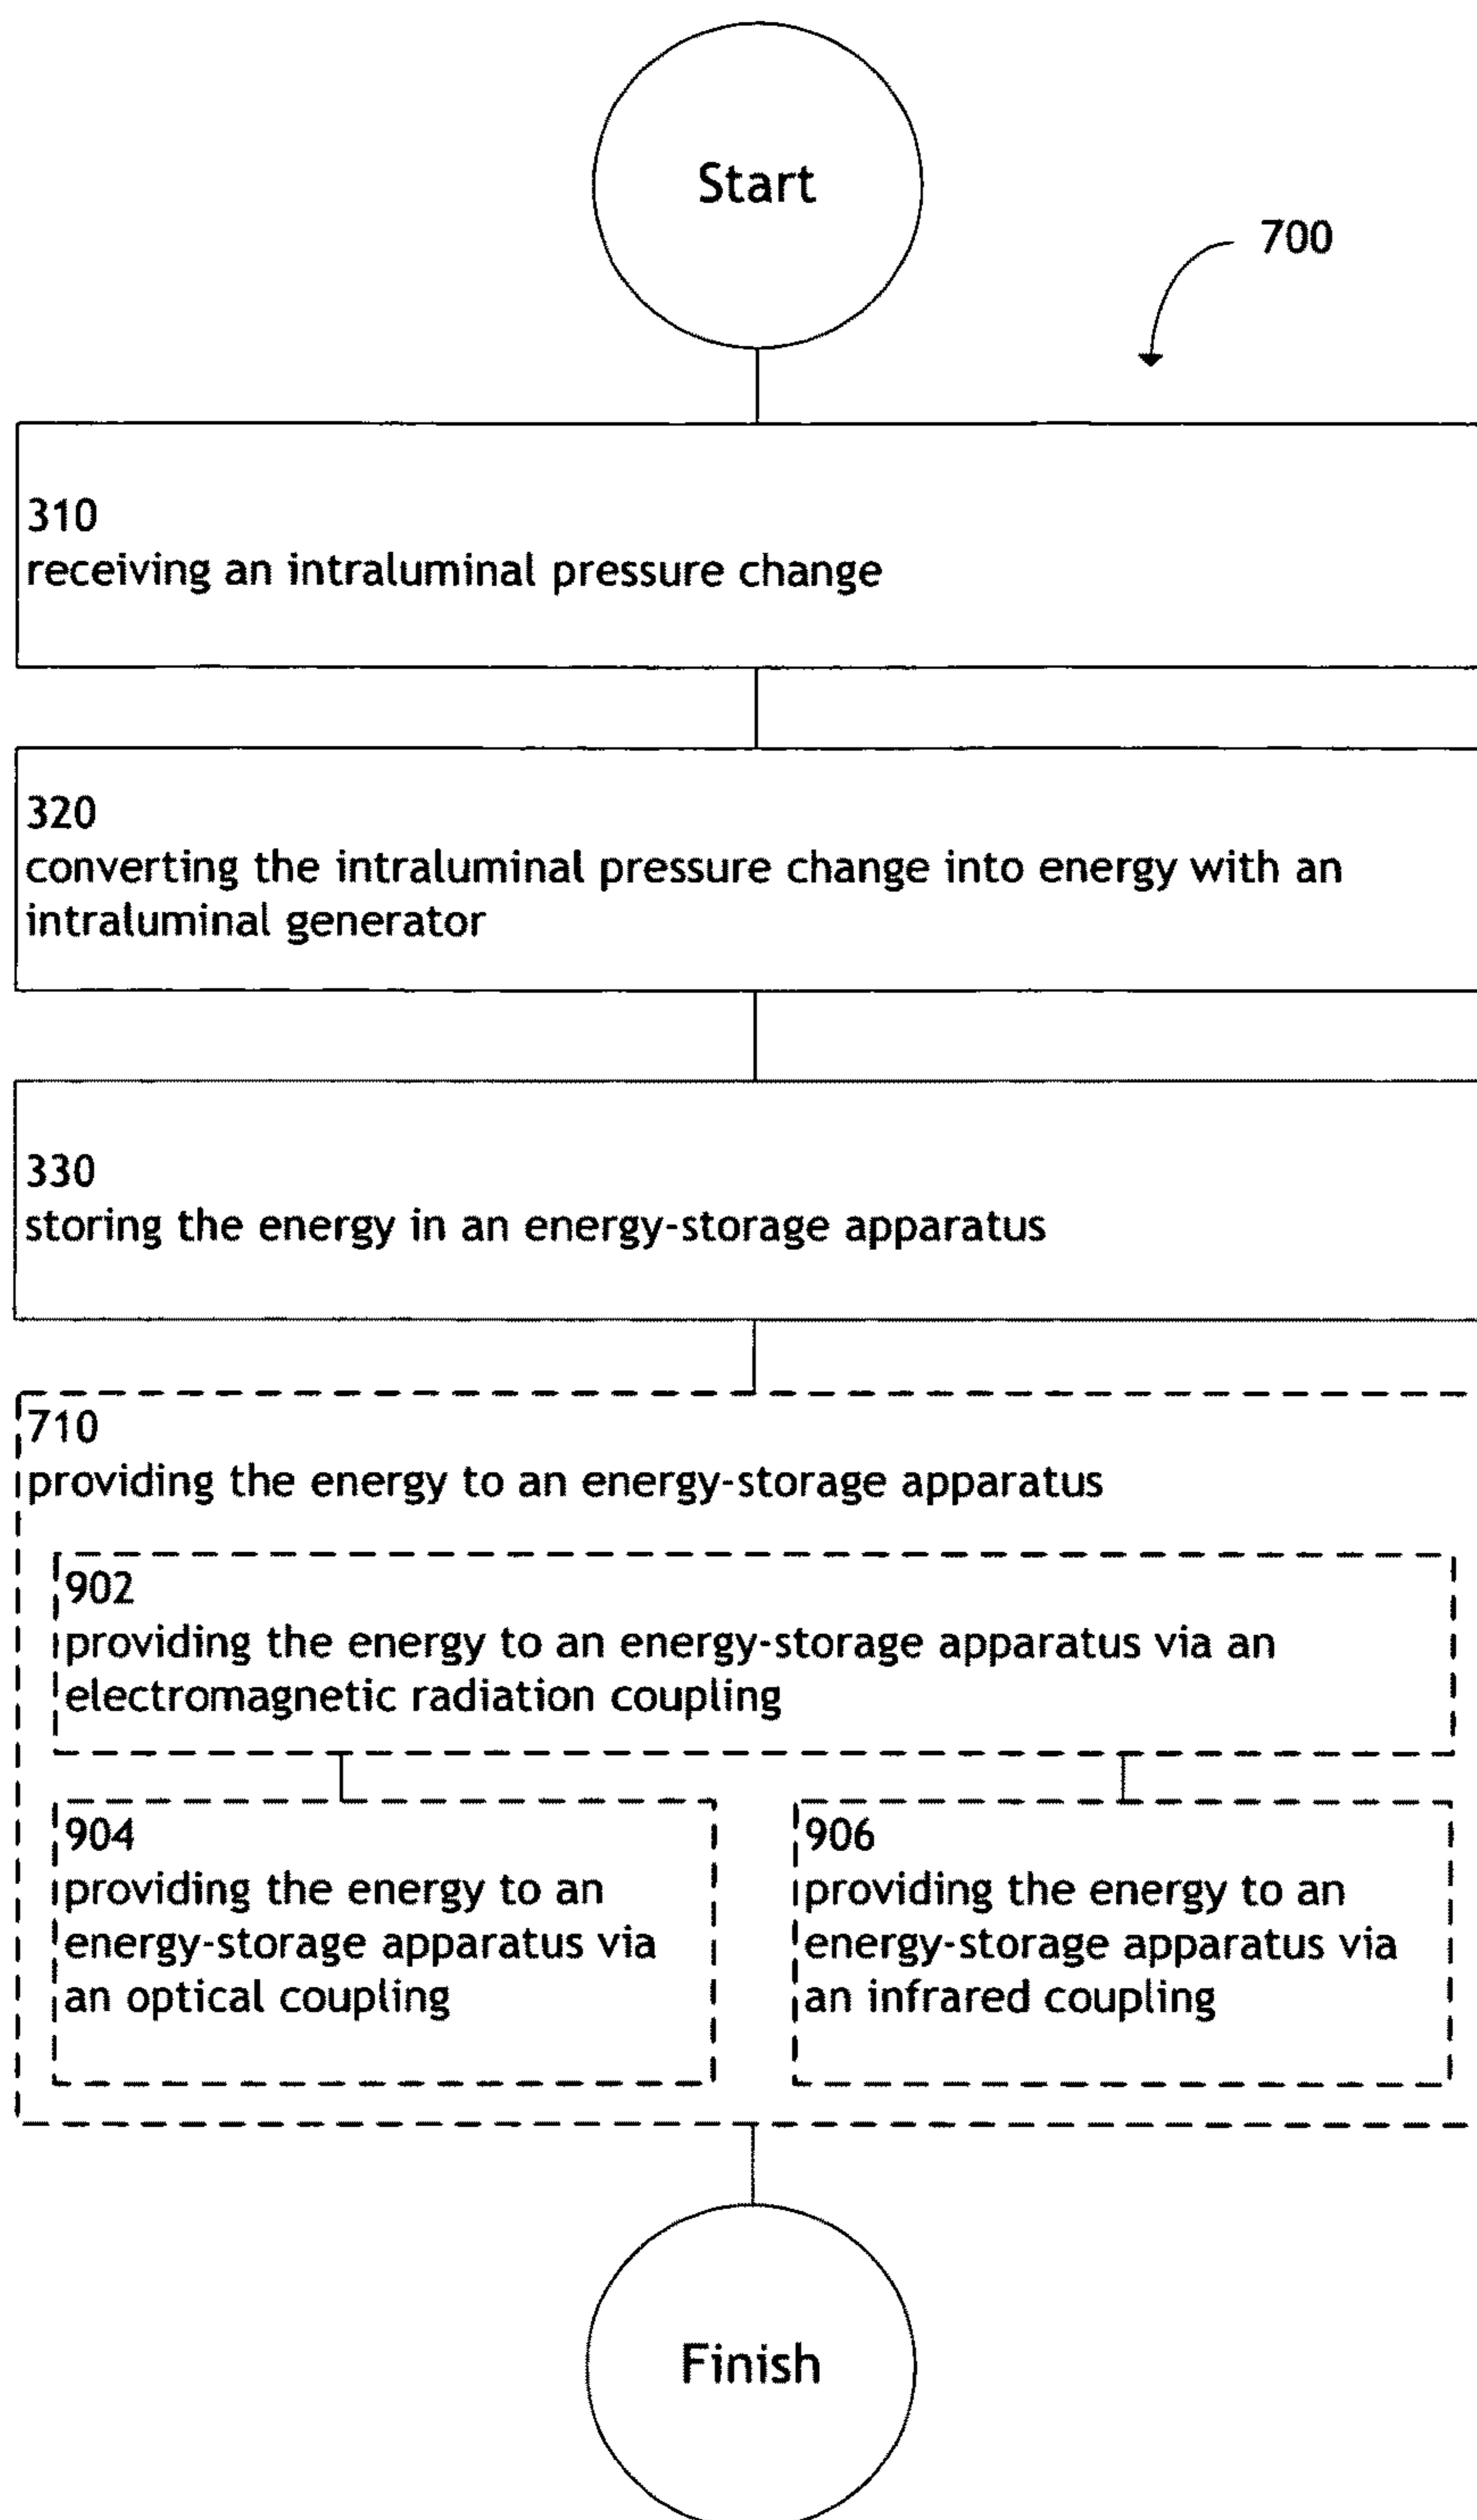 Start
700
310
receiving an intraluminal pressure change
320
converting the intraluminal pressure change into energy with an
intraluminal generator
330
storing the energy in an energy-storage apparatus
710
providing the energy to an energy-storage apparatus
902
providing the energy to an energy-storage apparatus via an
electromagnetic radiation coupling
904
providing the energy to an
energy-storage apparatus via
an optical coupling
906
providing the energy to an
energy-storage apparatus via
an infrared coupling
Finish